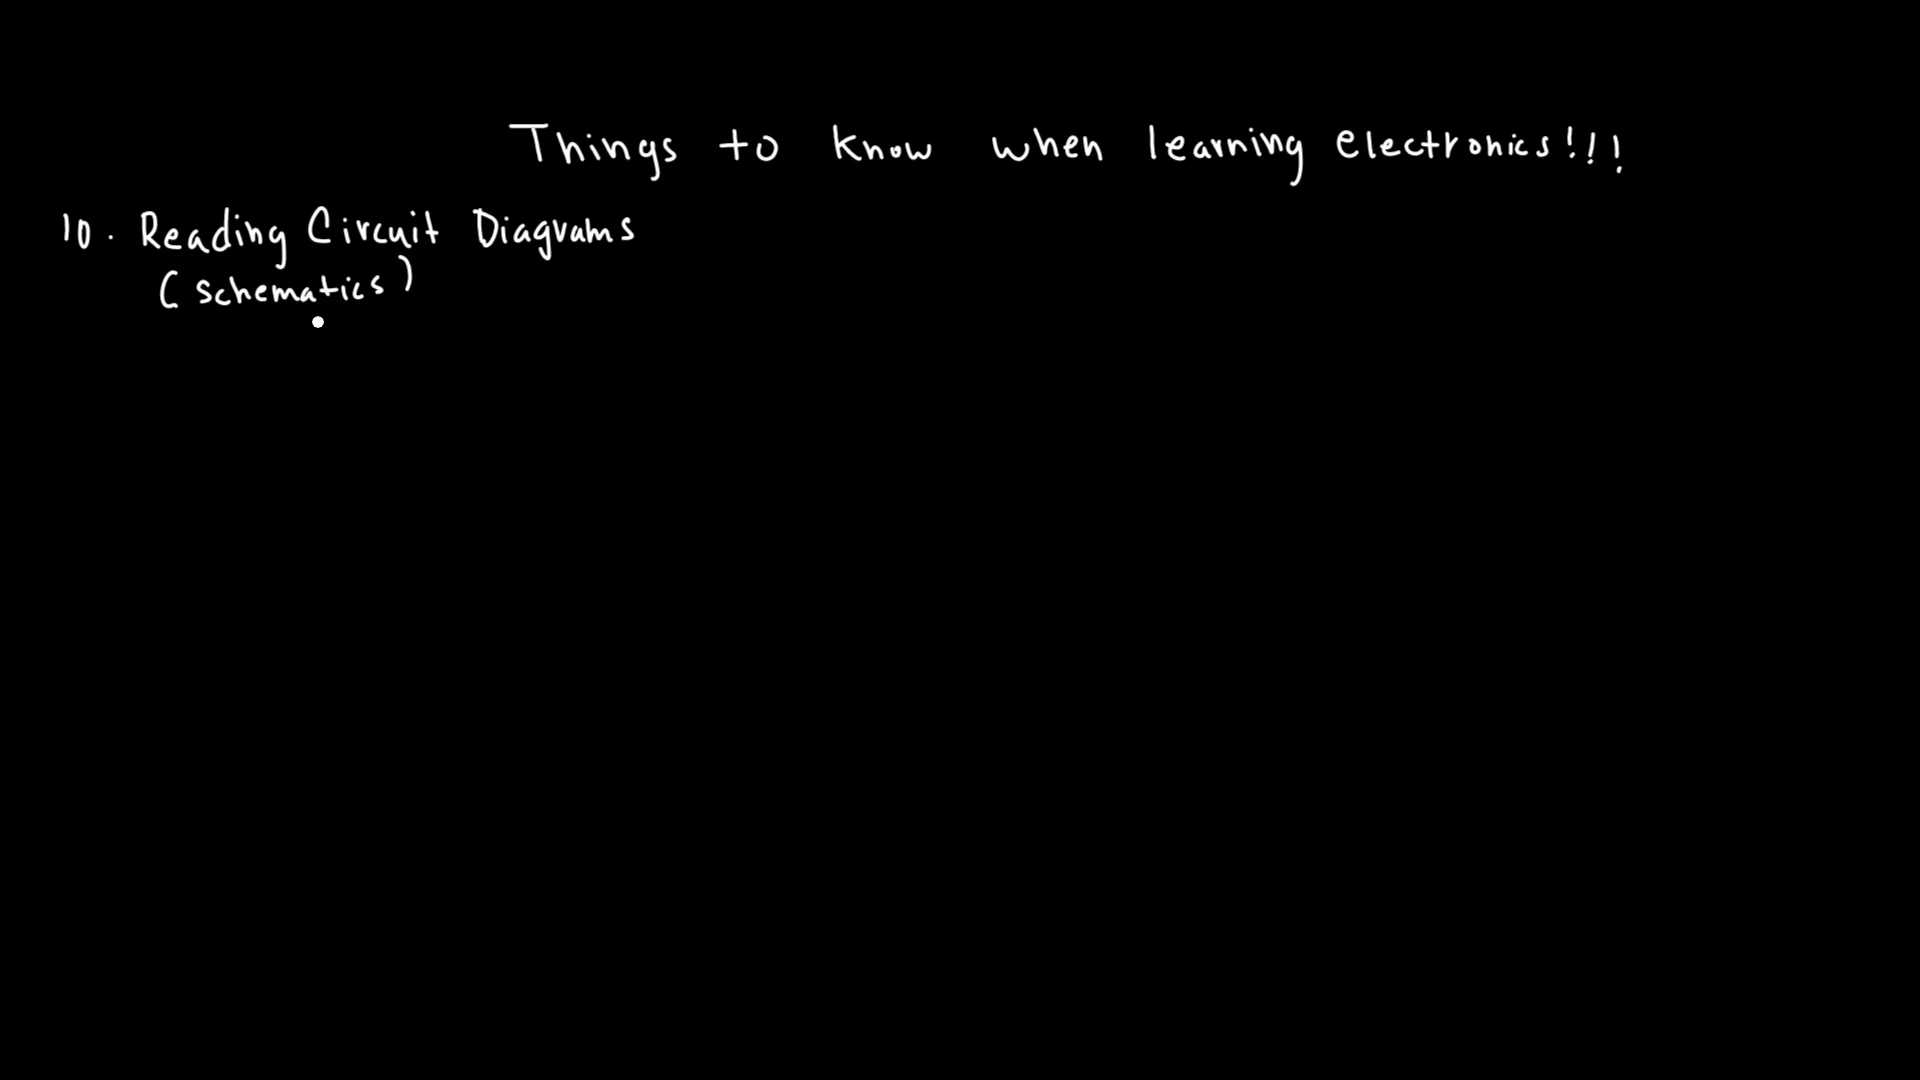 Things to know when learning electronics!!!
10. Reading Circuit Diagrams
(schematics)